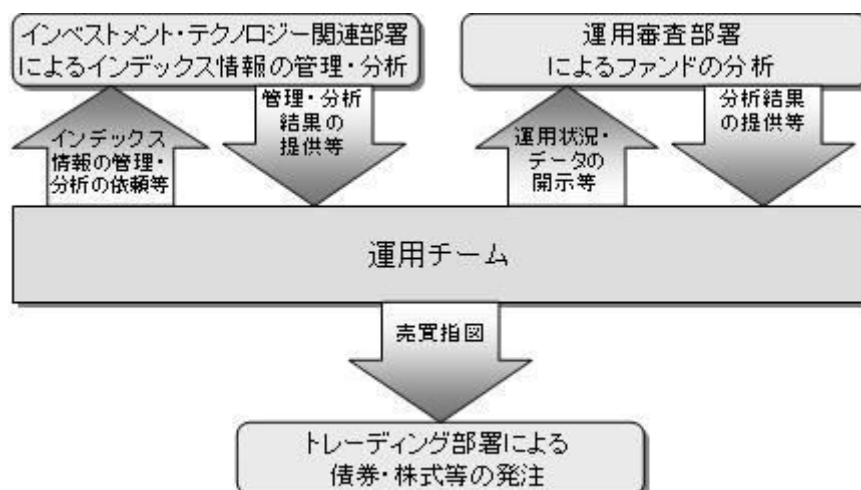 インベストメント・テクノロジー関連部署
によるインデックス情報の管理・分析
運用審査部署
によるファンドの分析
インデックス
情報の管理・
分析の依頼等
管理・分析
結果の
提供等
運用状況・
データの
開示等
分析結果
の提供等
運用チーム
売買指図
トレーディング部署による
債券・株式等の発注